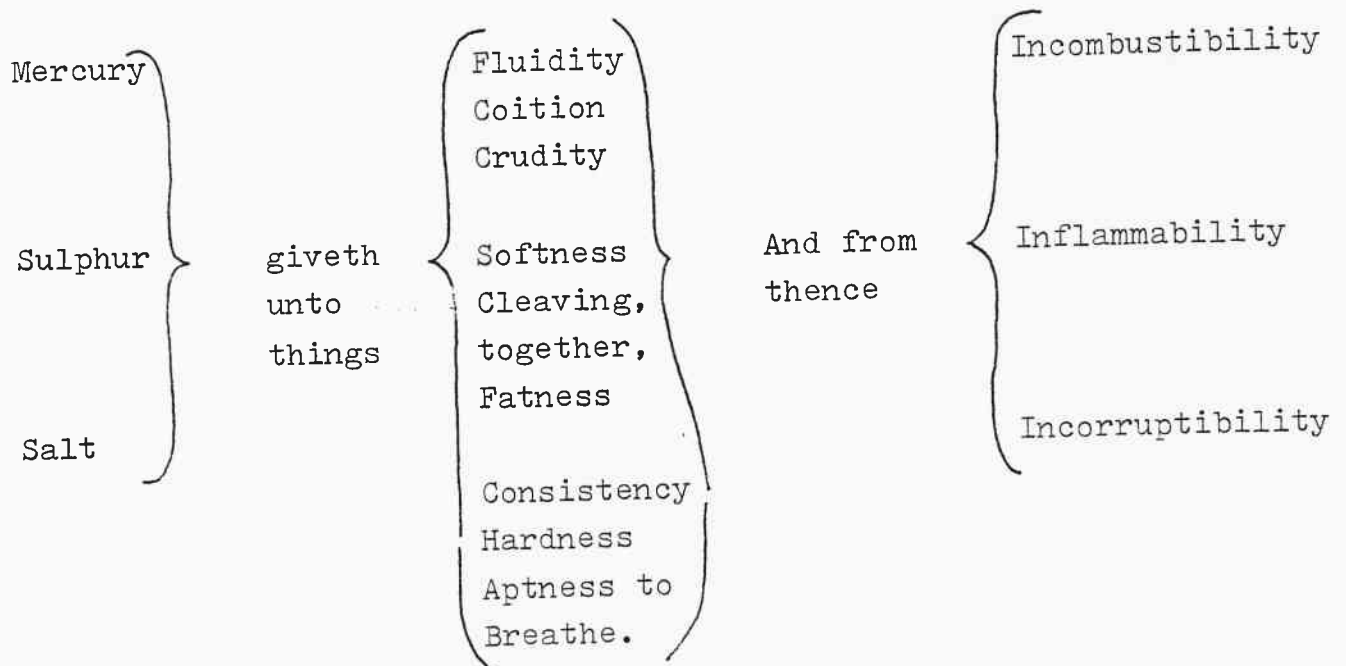 Mercury
Sulphur
Salt
giveth
unto
things
Fluidity
Coition
Crudity
Softness
Cleaving,
together,
Fatness
Consistency
Hardness
Aptness to
Breathe.
And from
thence
Incombustibility
Inflammability
Incorruptibility